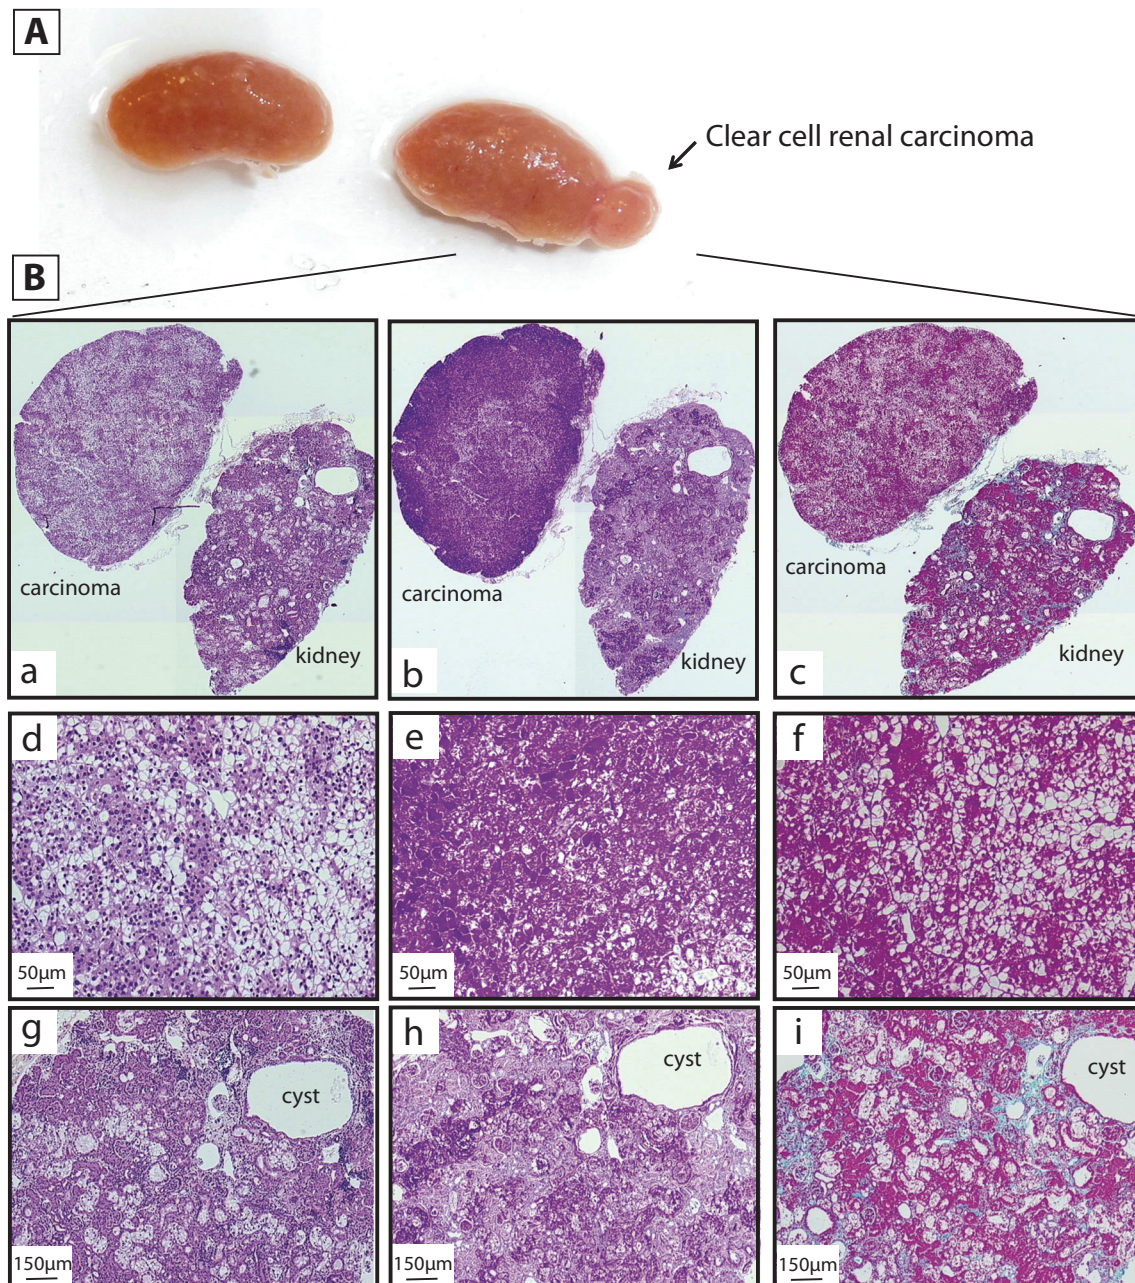 A
Clear cell renal carcinoma
B
carcinoma
kidney
a
carcinoma
kidney
b
carcinoma
kidney
c
d
50µm
e
50µm
f
50µm
g
cyst
150µm
h
cyst
150µm
i
cyst
150µm